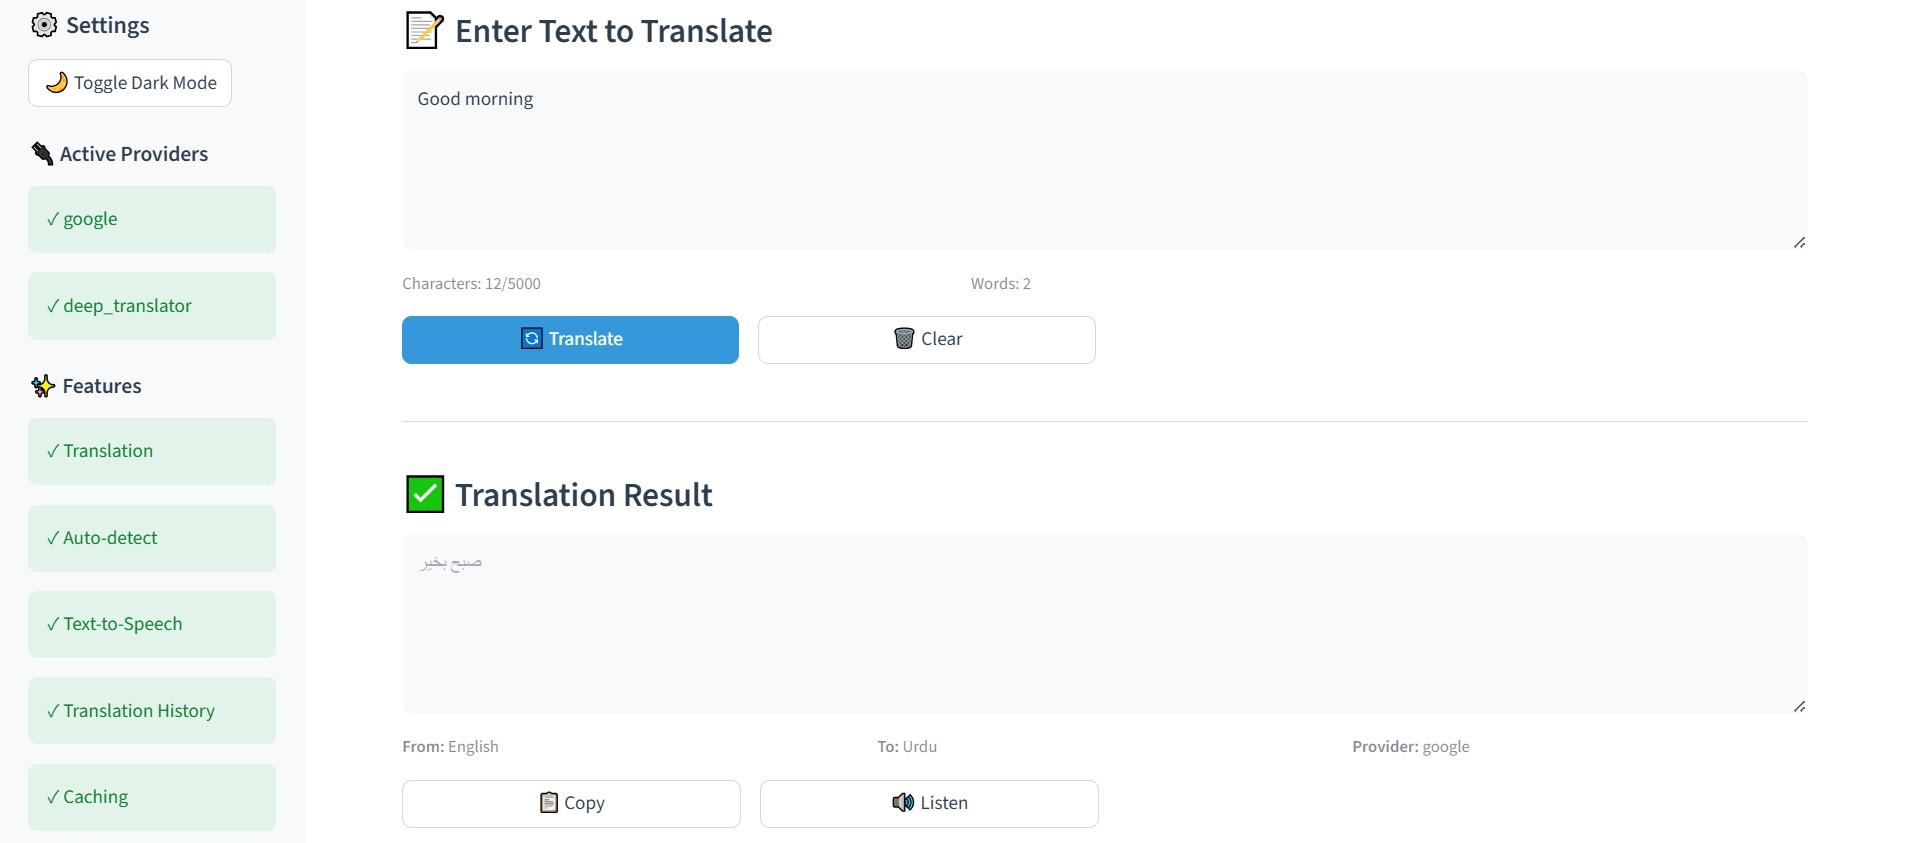 Settings
Toggle Dark Mode
Active Providers
✓ google
✓ deep_translator
Features
✓ Translation
✓ Auto-detect
✓ Text-to-Speech
✓ Translation History
✓ Caching
Enter Text to Translate
Good morning
Characters: 12/5000
Words: 2
Translate
Clear
Translation Result
صبح بخیر
From: English
To: Urdu
Provider: google
Copy
Listen